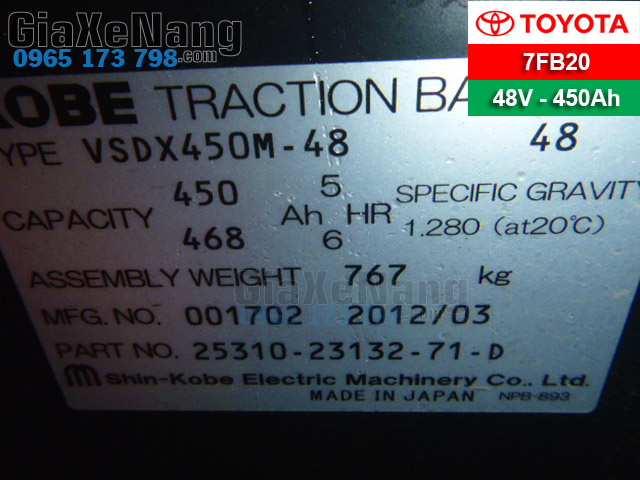 GiaXeNang.com
0965 173 798
TOYOTA
7FB20
48V - 450Ah
KOBE TRACTION BA
YPE VSDX450M-48 48
450 5
CAPACITY Ah HR
468 6
SPECIFIC GRAVITY
1.280 (at20℃)
ASSEMBLY WEIGHT 767 kg
GiaXeNang
MFG.NO. 001702 2012/03
PART NO. 25310-23132-71-D
Shin-Kobe Electric Machinery Co., Ltd.
MADE IN JAPAN NPB-893